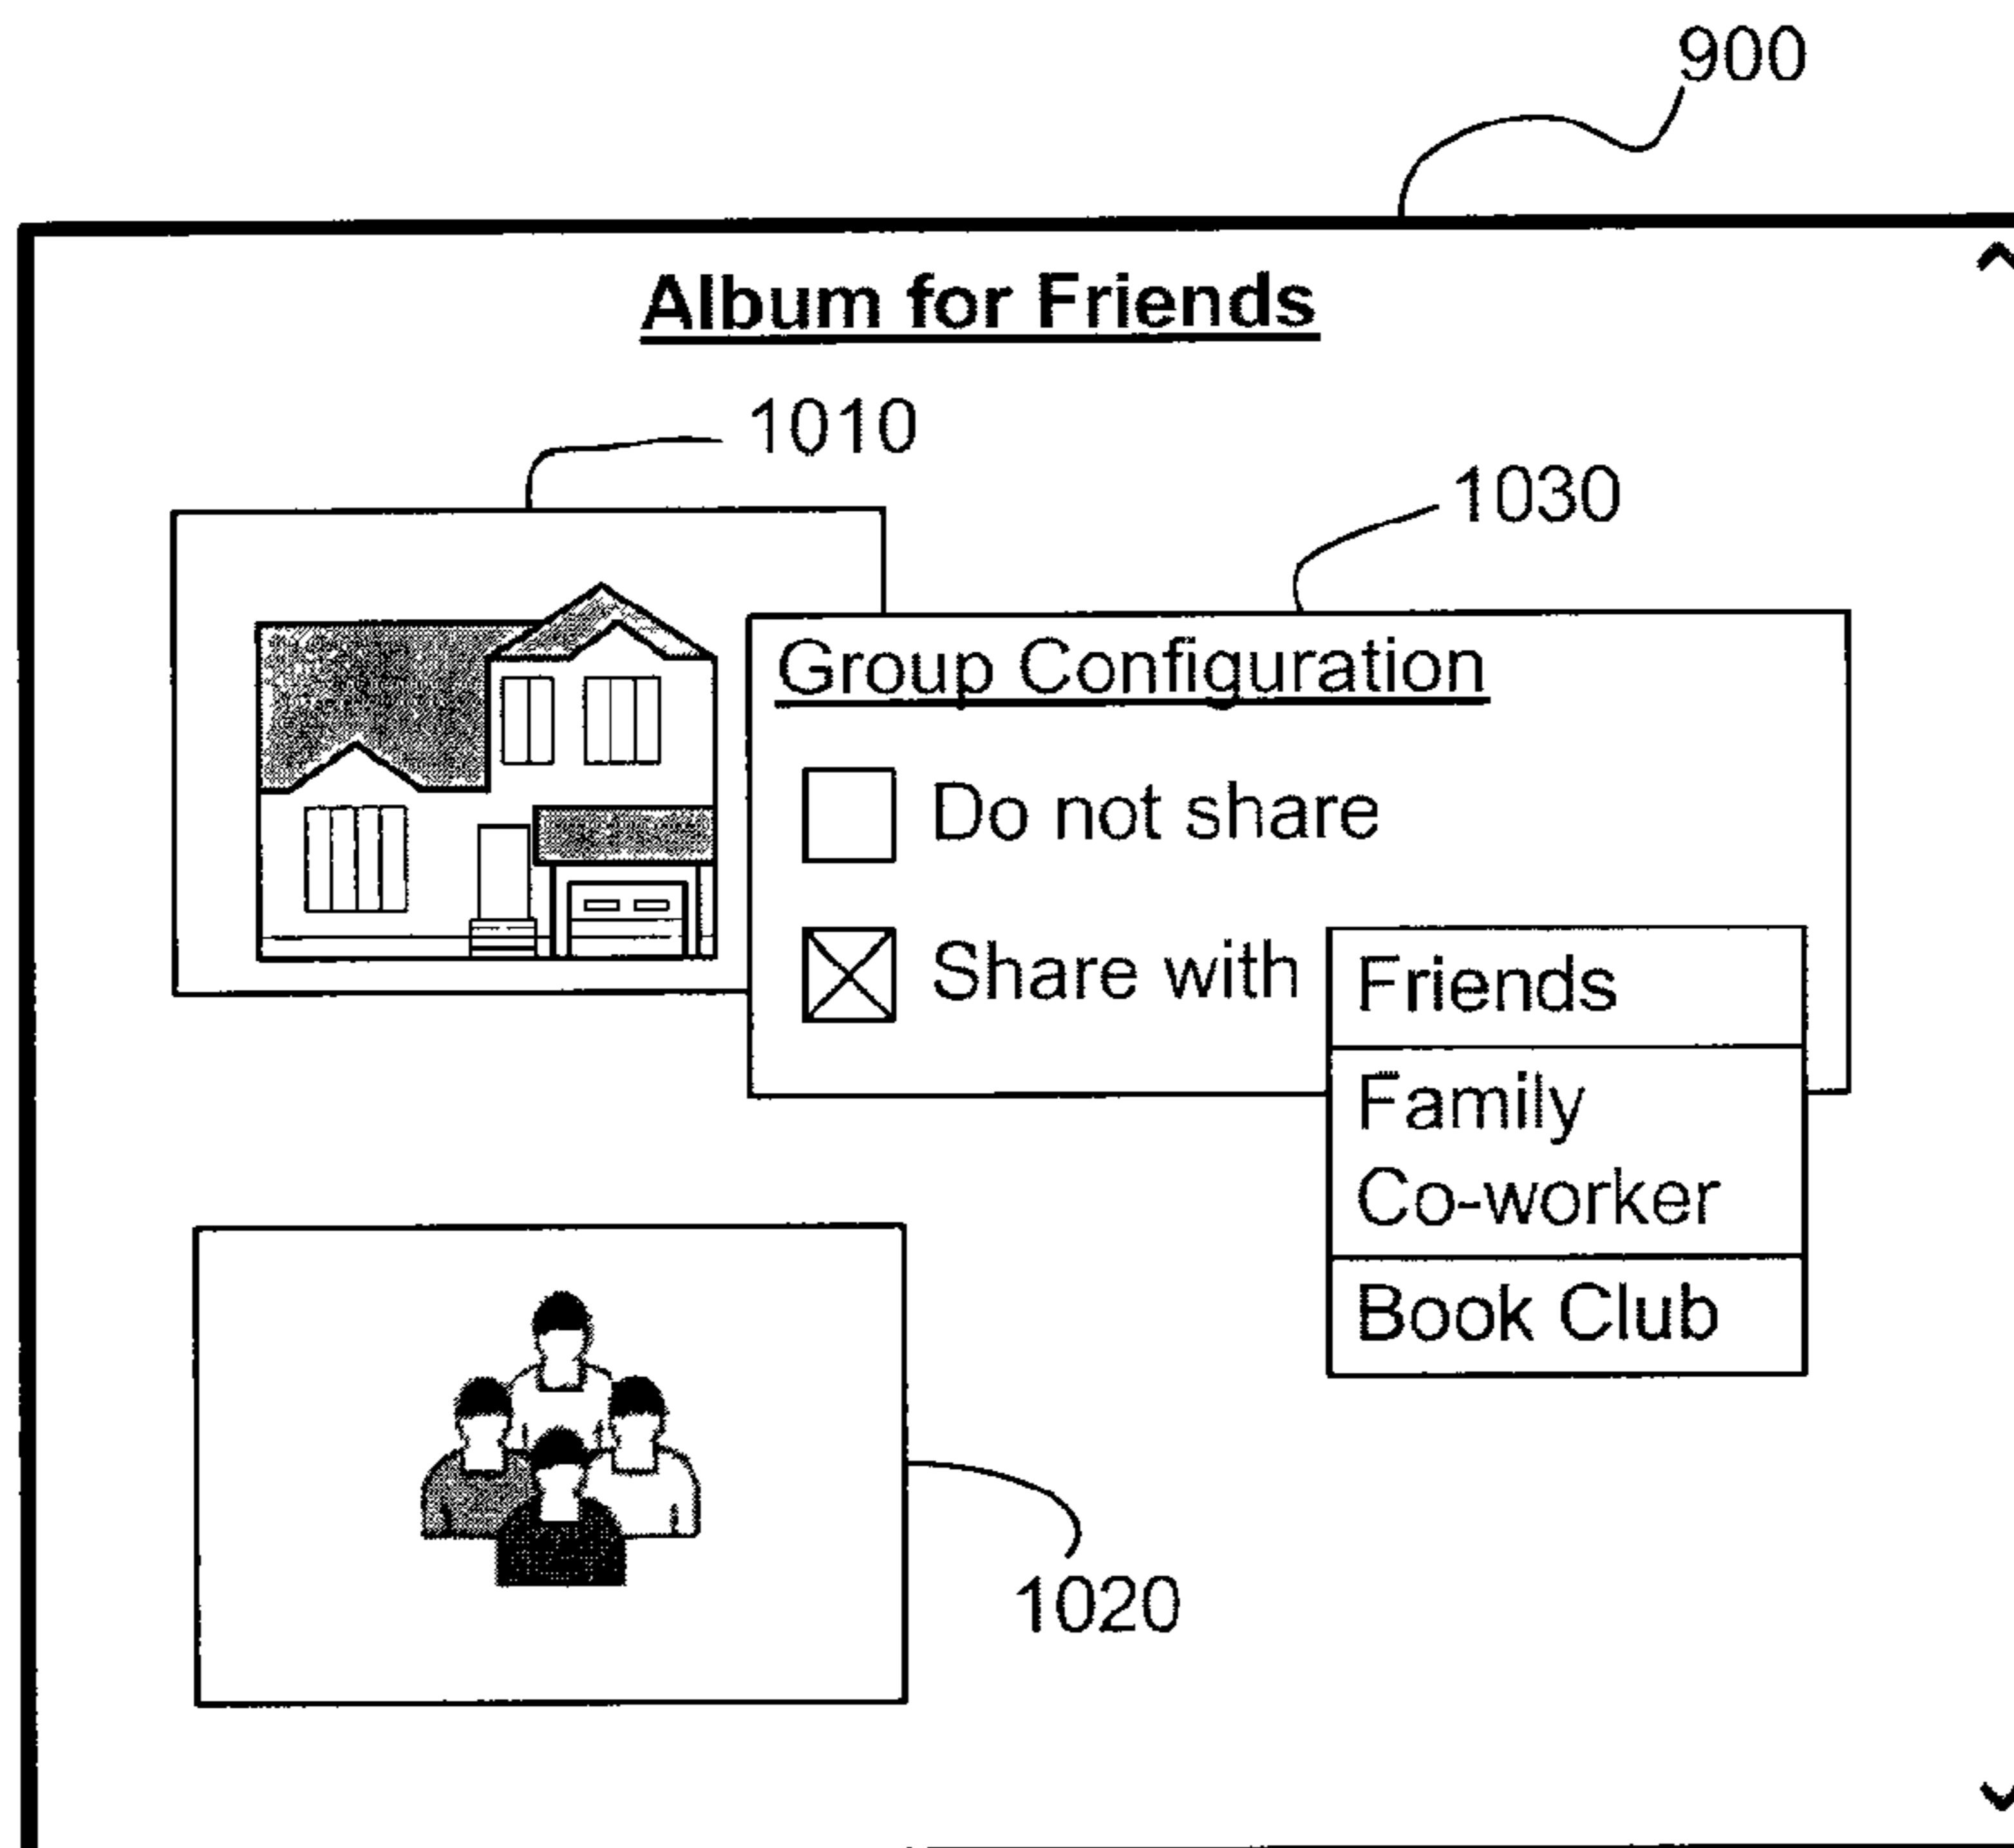 900
Album for Friends
1010
1030
Group Configuration
Do not share
Share with
Friends
Family
Co-worker
Book Club
1020